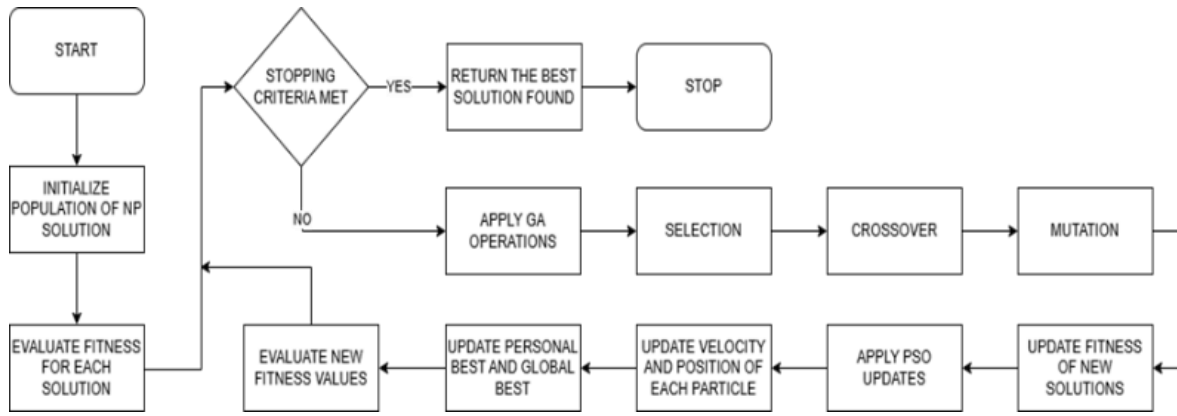 START
INITIALIZE
POPULATION OF NP
SOLUTION
EVALUATE FITNESS
FOR EACH
SOLUTION
STOPPING
CRITERIA MET
YES
RETURN THE BEST
SOLUTION FOUND
STOP
NO
APPLY GA
OPERATIONS
SELECTION
CROSSOVER
MUTATION
UPDATE FITNESS
OF NEW
SOLUTIONS
APPLY PSO
UPDATES
UPDATE VELOCITY
AND POSITION OF
EACH PARTICLE
UPDATE PERSONAL
BEST AND GLOBAL
BEST
EVALUATE NEW
FITNESS VALUES